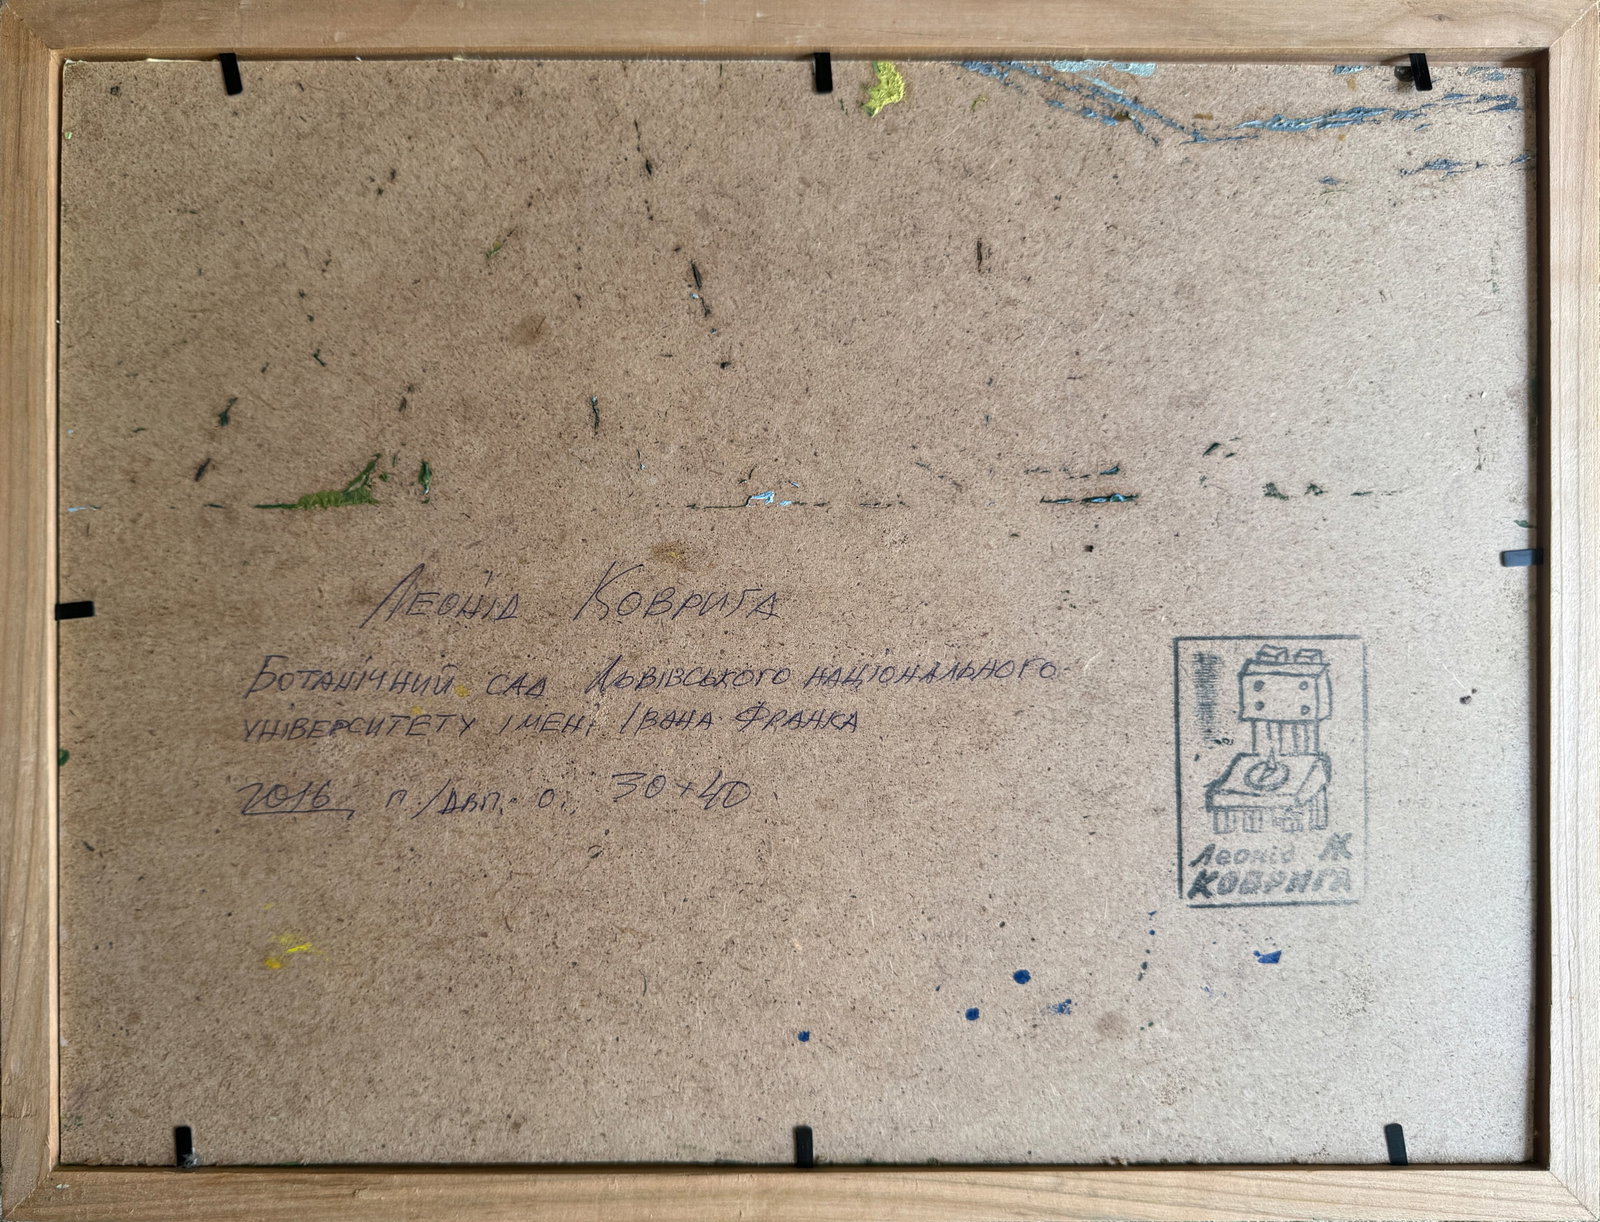 Леонід Коврига
Ботанічний сад Львівського національного
університету імені Івана Франка
2016, п./двп. о., 30×40
Леонід М
КОВРИГА